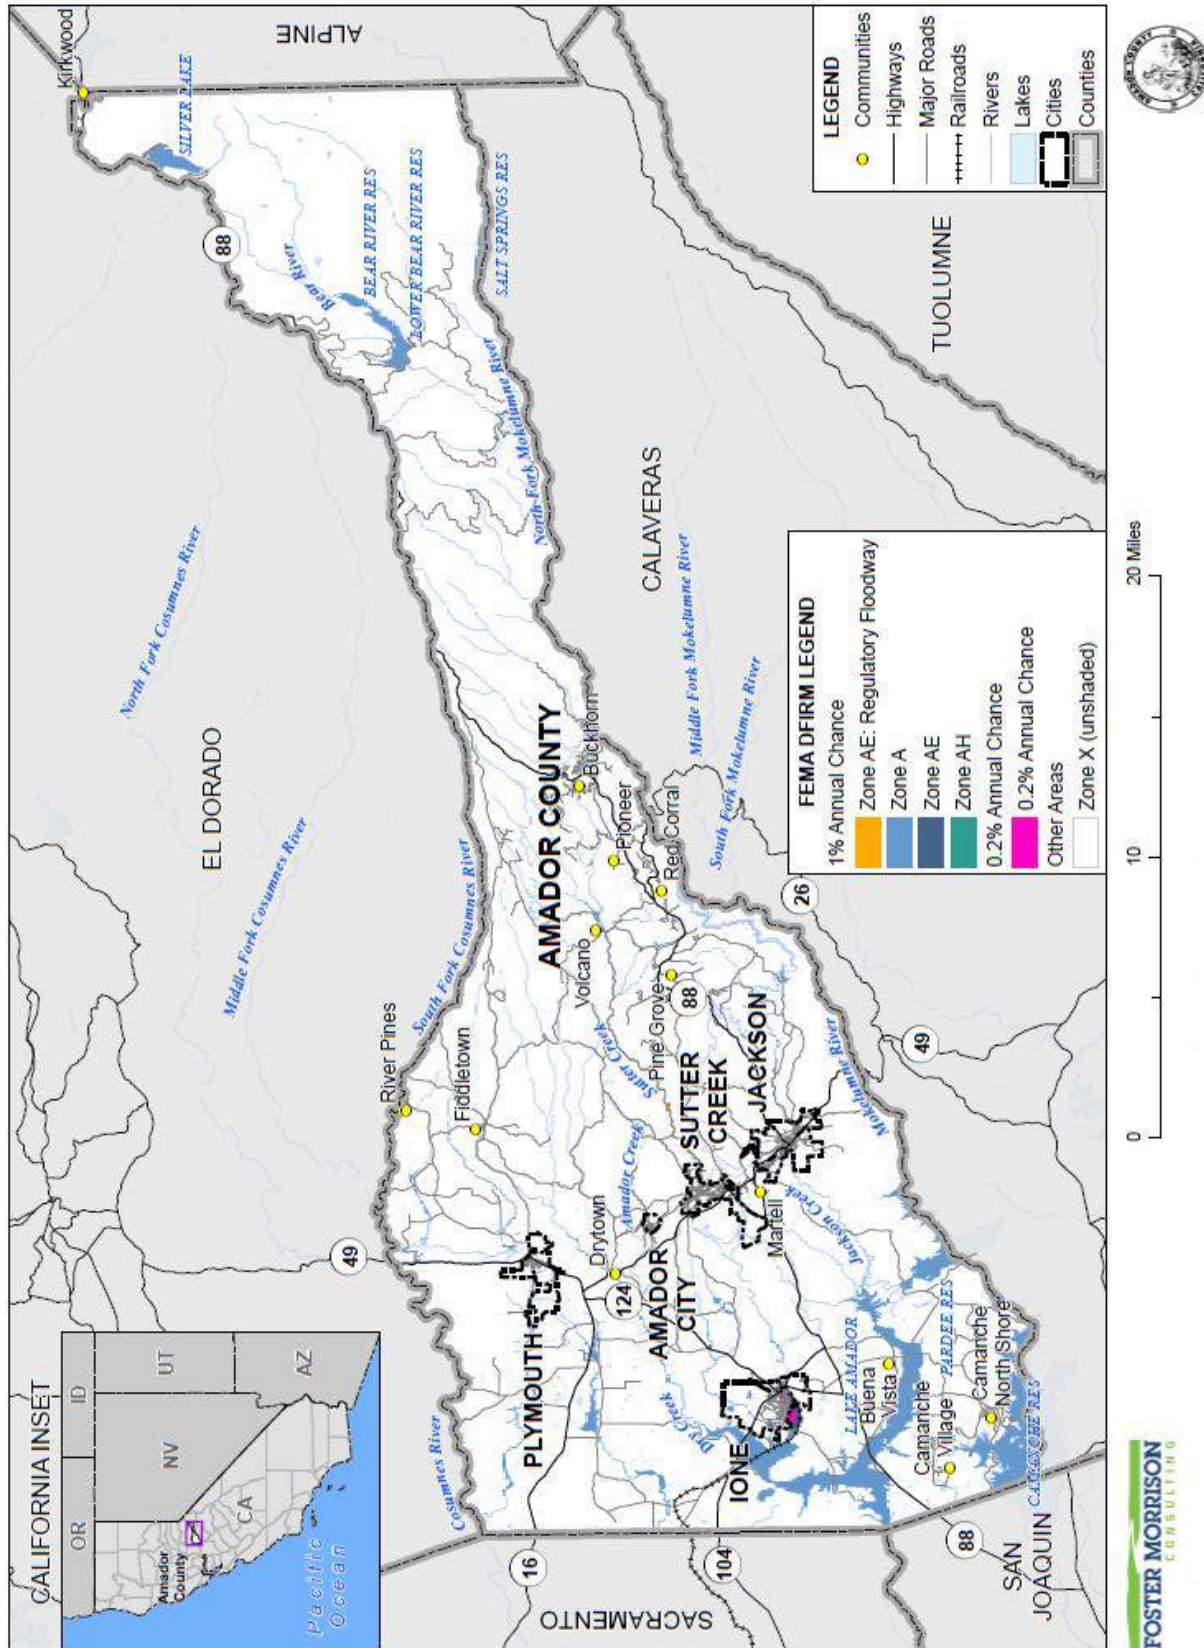 CALIFORNIA INSET
OR
ID
NV
UT
CA
AZ
Amador
County
Pacific
Ocean
ALPINE
Kirkwood
SILVER LAKE
88
Bear River
BEAR RIVER RES
LOWER BEAR RIVER RES
SALT SPRINGS RES
North Fork Mokelumne River
North Fork Cosumnes River
EL DORADO
Middle Fork Cosumnes River
South Fork Cosumnes River
River Pines
Fiddletown
49
Cosumnes River
PLYMOUTH
16
Drytown
124
AMADOR
CITY
Amador Creek
Sutter Creek
SUTTER
CREEK
AMADOR COUNTY
Buckhorn
Pioneer
Volcano
Red Corral
Pine Grove
88
JACKSON
Martell
Jackson Creek
Mokelumne River
Dry Creek
IONE
104
SACRAMENTO
LAKE AMADOR
Buena
Vista
PARDEE RES
Camanche
Village
Camanche
North Shore
CAMANCHE RES
88
SAN
JOAQUIN
49
26
CALAVERAS
Middle Fork Mokelumne River
South Fork Mokelumne River
TUOLUMNE
LEGEND
Communities
Highways
Major Roads
Railroads
Rivers
Lakes
Cities
Counties
FEMA DFIRM LEGEND
1% Annual Chance
Zone AE: Regulatory Floodway
Zone A
Zone AE
Zone AH
0.2% Annual Chance
0.2% Annual Chance
Other Areas
Zone X (unshaded)
0
10
20 Miles
FOSTER MORRISON
CONSULTING